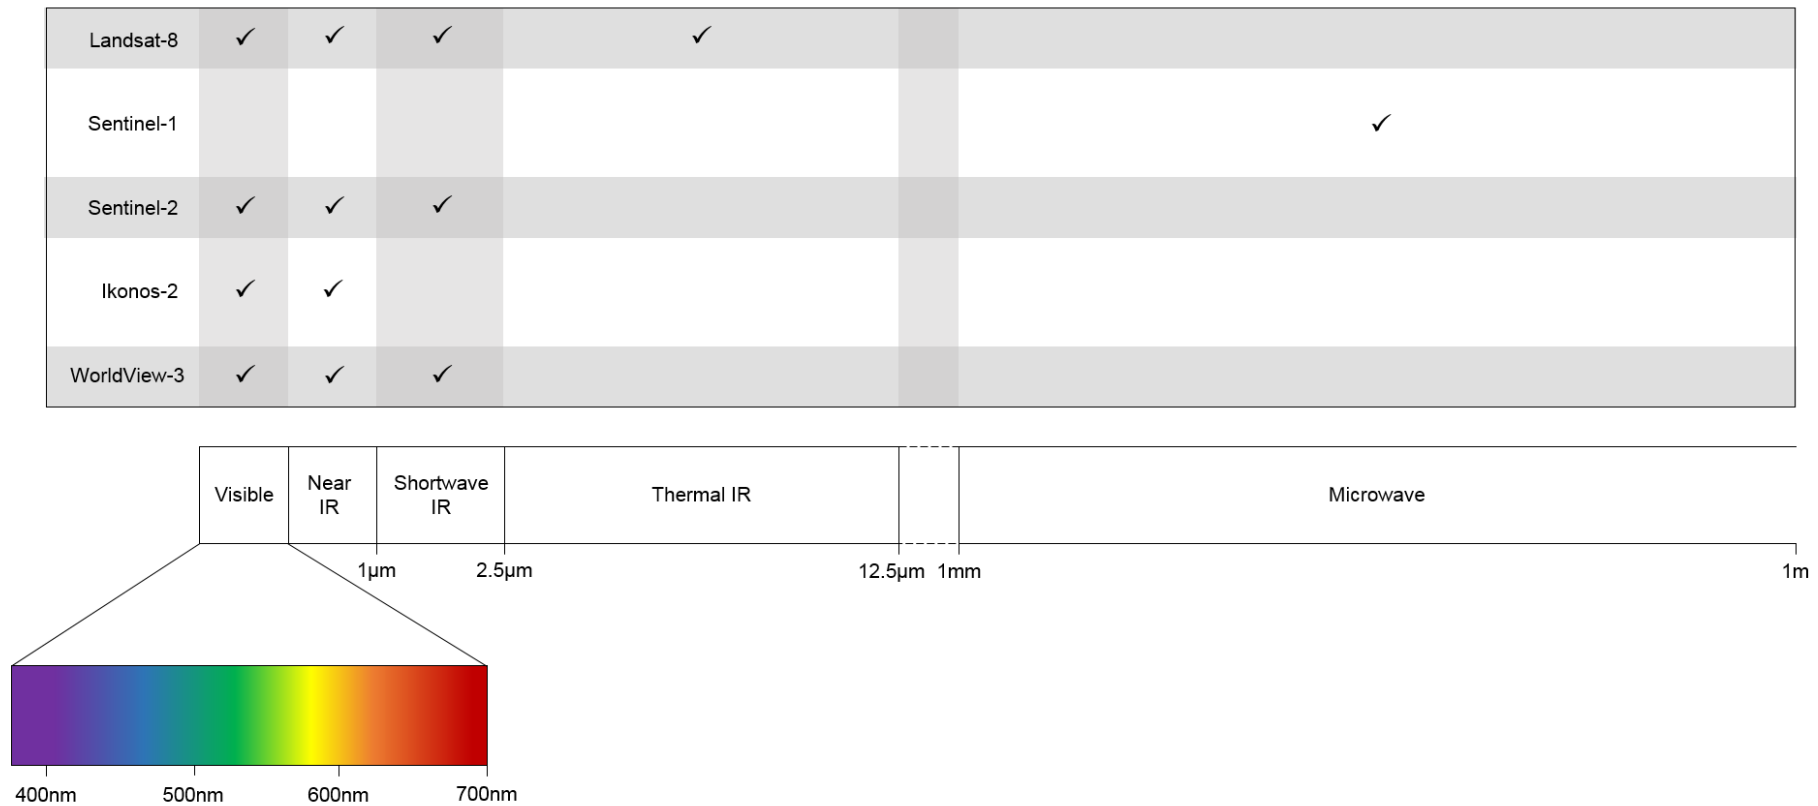 Landsat-8 ✓ ✓ ✓ ✓
Sentinel-1 ✓
Sentinel-2 ✓ ✓ ✓
Ikonos-2 ✓ ✓
WorldView-3 ✓ ✓ ✓
Visible
Near
IR
Shortwave
IR
Thermal IR
Microwave
1µm
2.5µm
12.5µm
1mm
1m
400nm
500nm
600nm
700nm